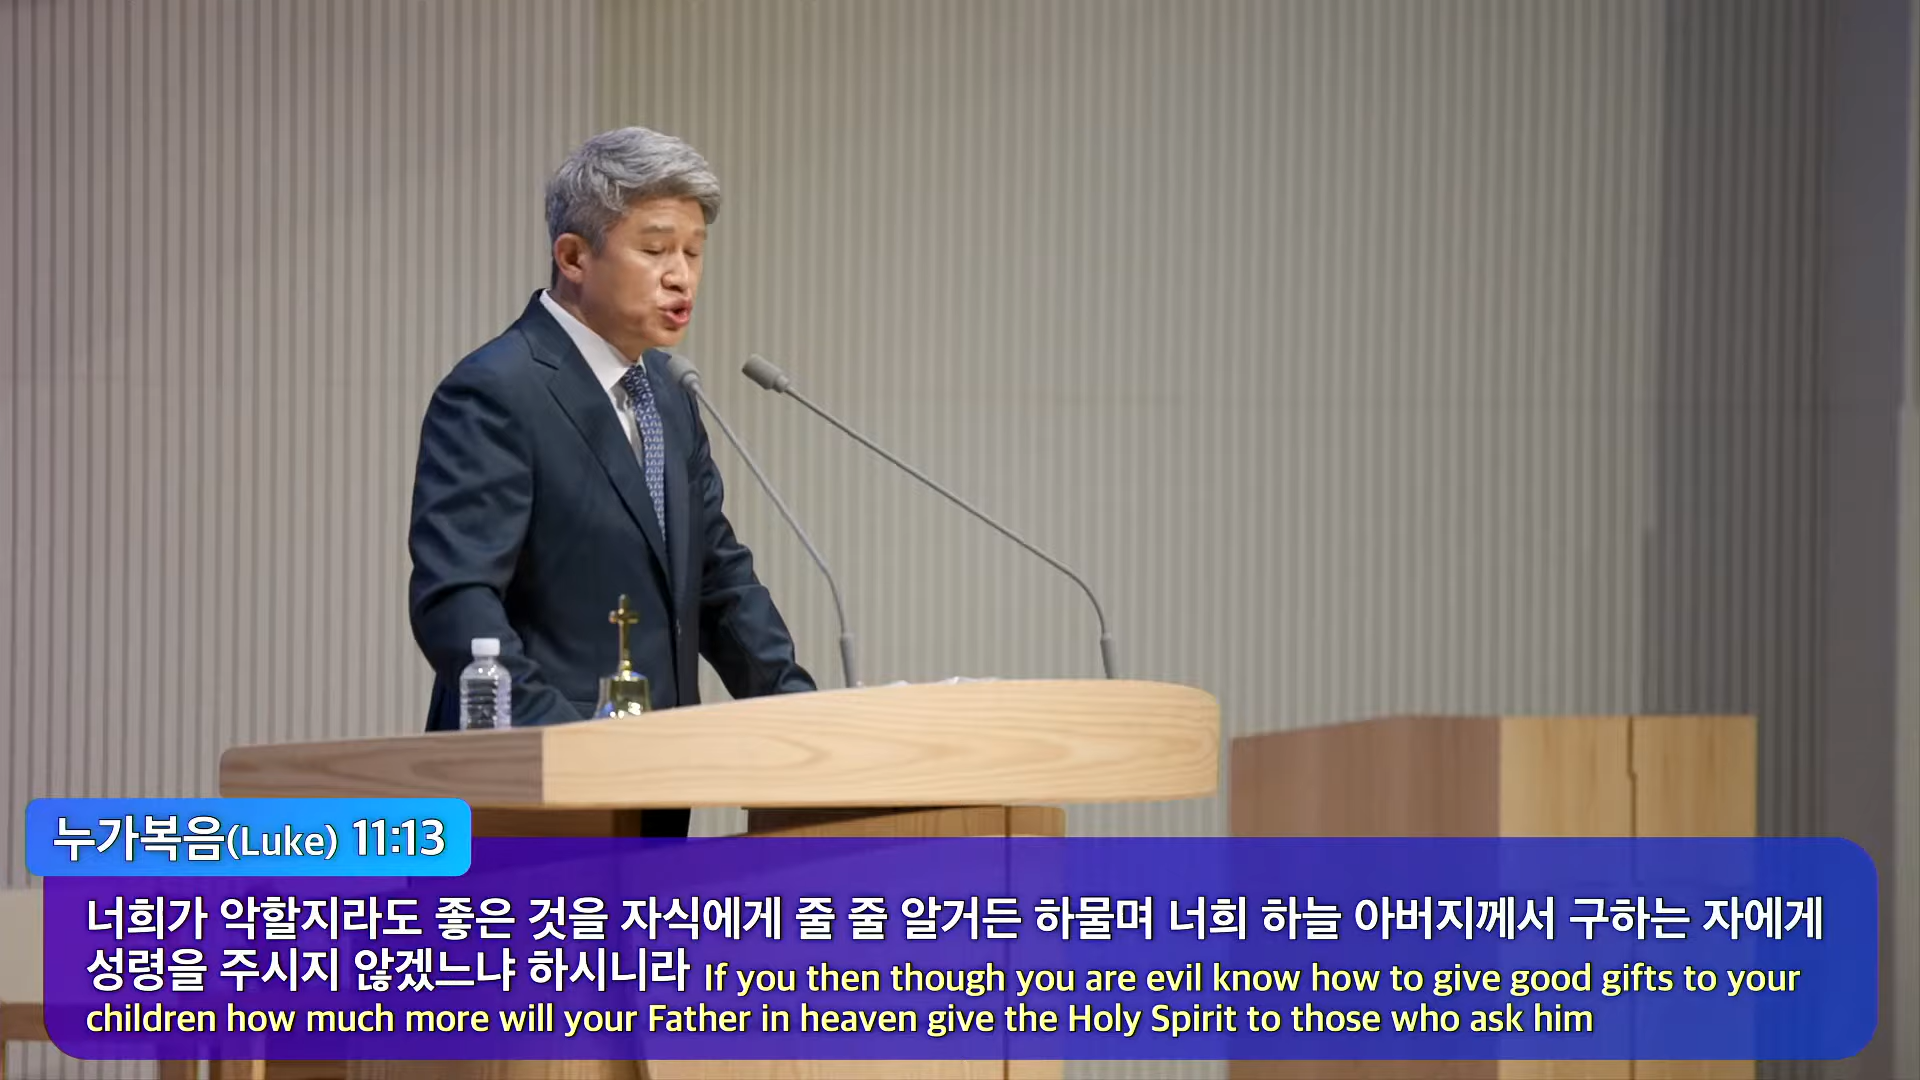 누가복음(Luke) 11:13
너희가 악할지라도 좋은 것을 자식에게 줄 줄 알거든 하물며 너희 하늘 아버지께서 구하는 자에게
성령을 주시지 않겠느냐 하시니라 If you then though you are evil know how to give good gifts to your
children how much more will your Father in heaven give the Holy Spirit to those who ask him